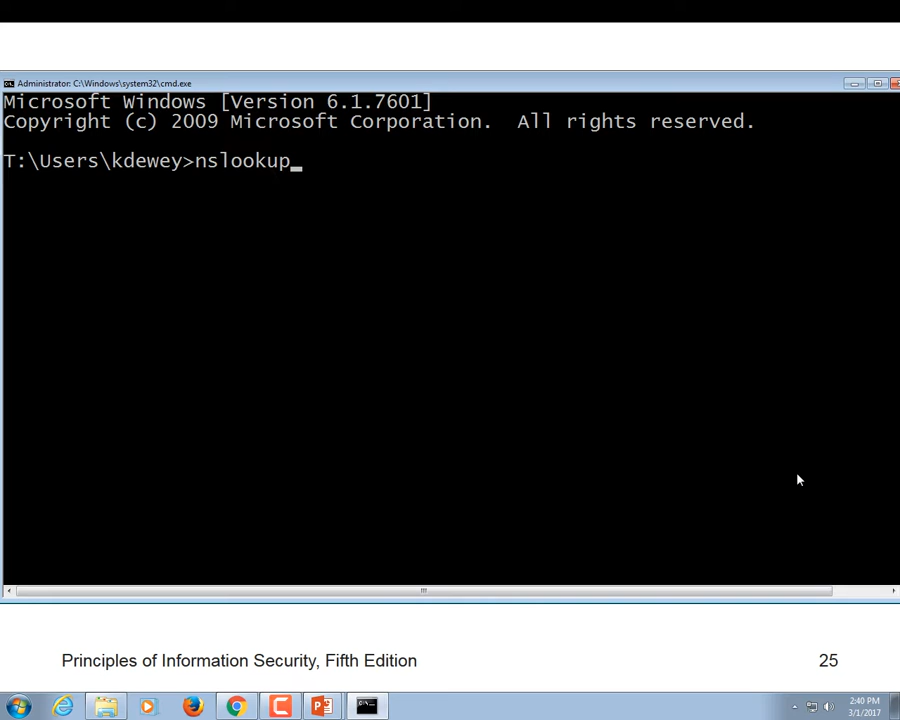 Administrator: C:\Windows\system32\cmd.exe
Microsoft Windows [Version 6.1.7601]
Copyright (c) 2009 Microsoft Corporation.  All rights reserved.
T:\Users\kdewey>nslookup_
Principles of Information Security, Fifth Edition
25
2:40 PM
3/1/2017